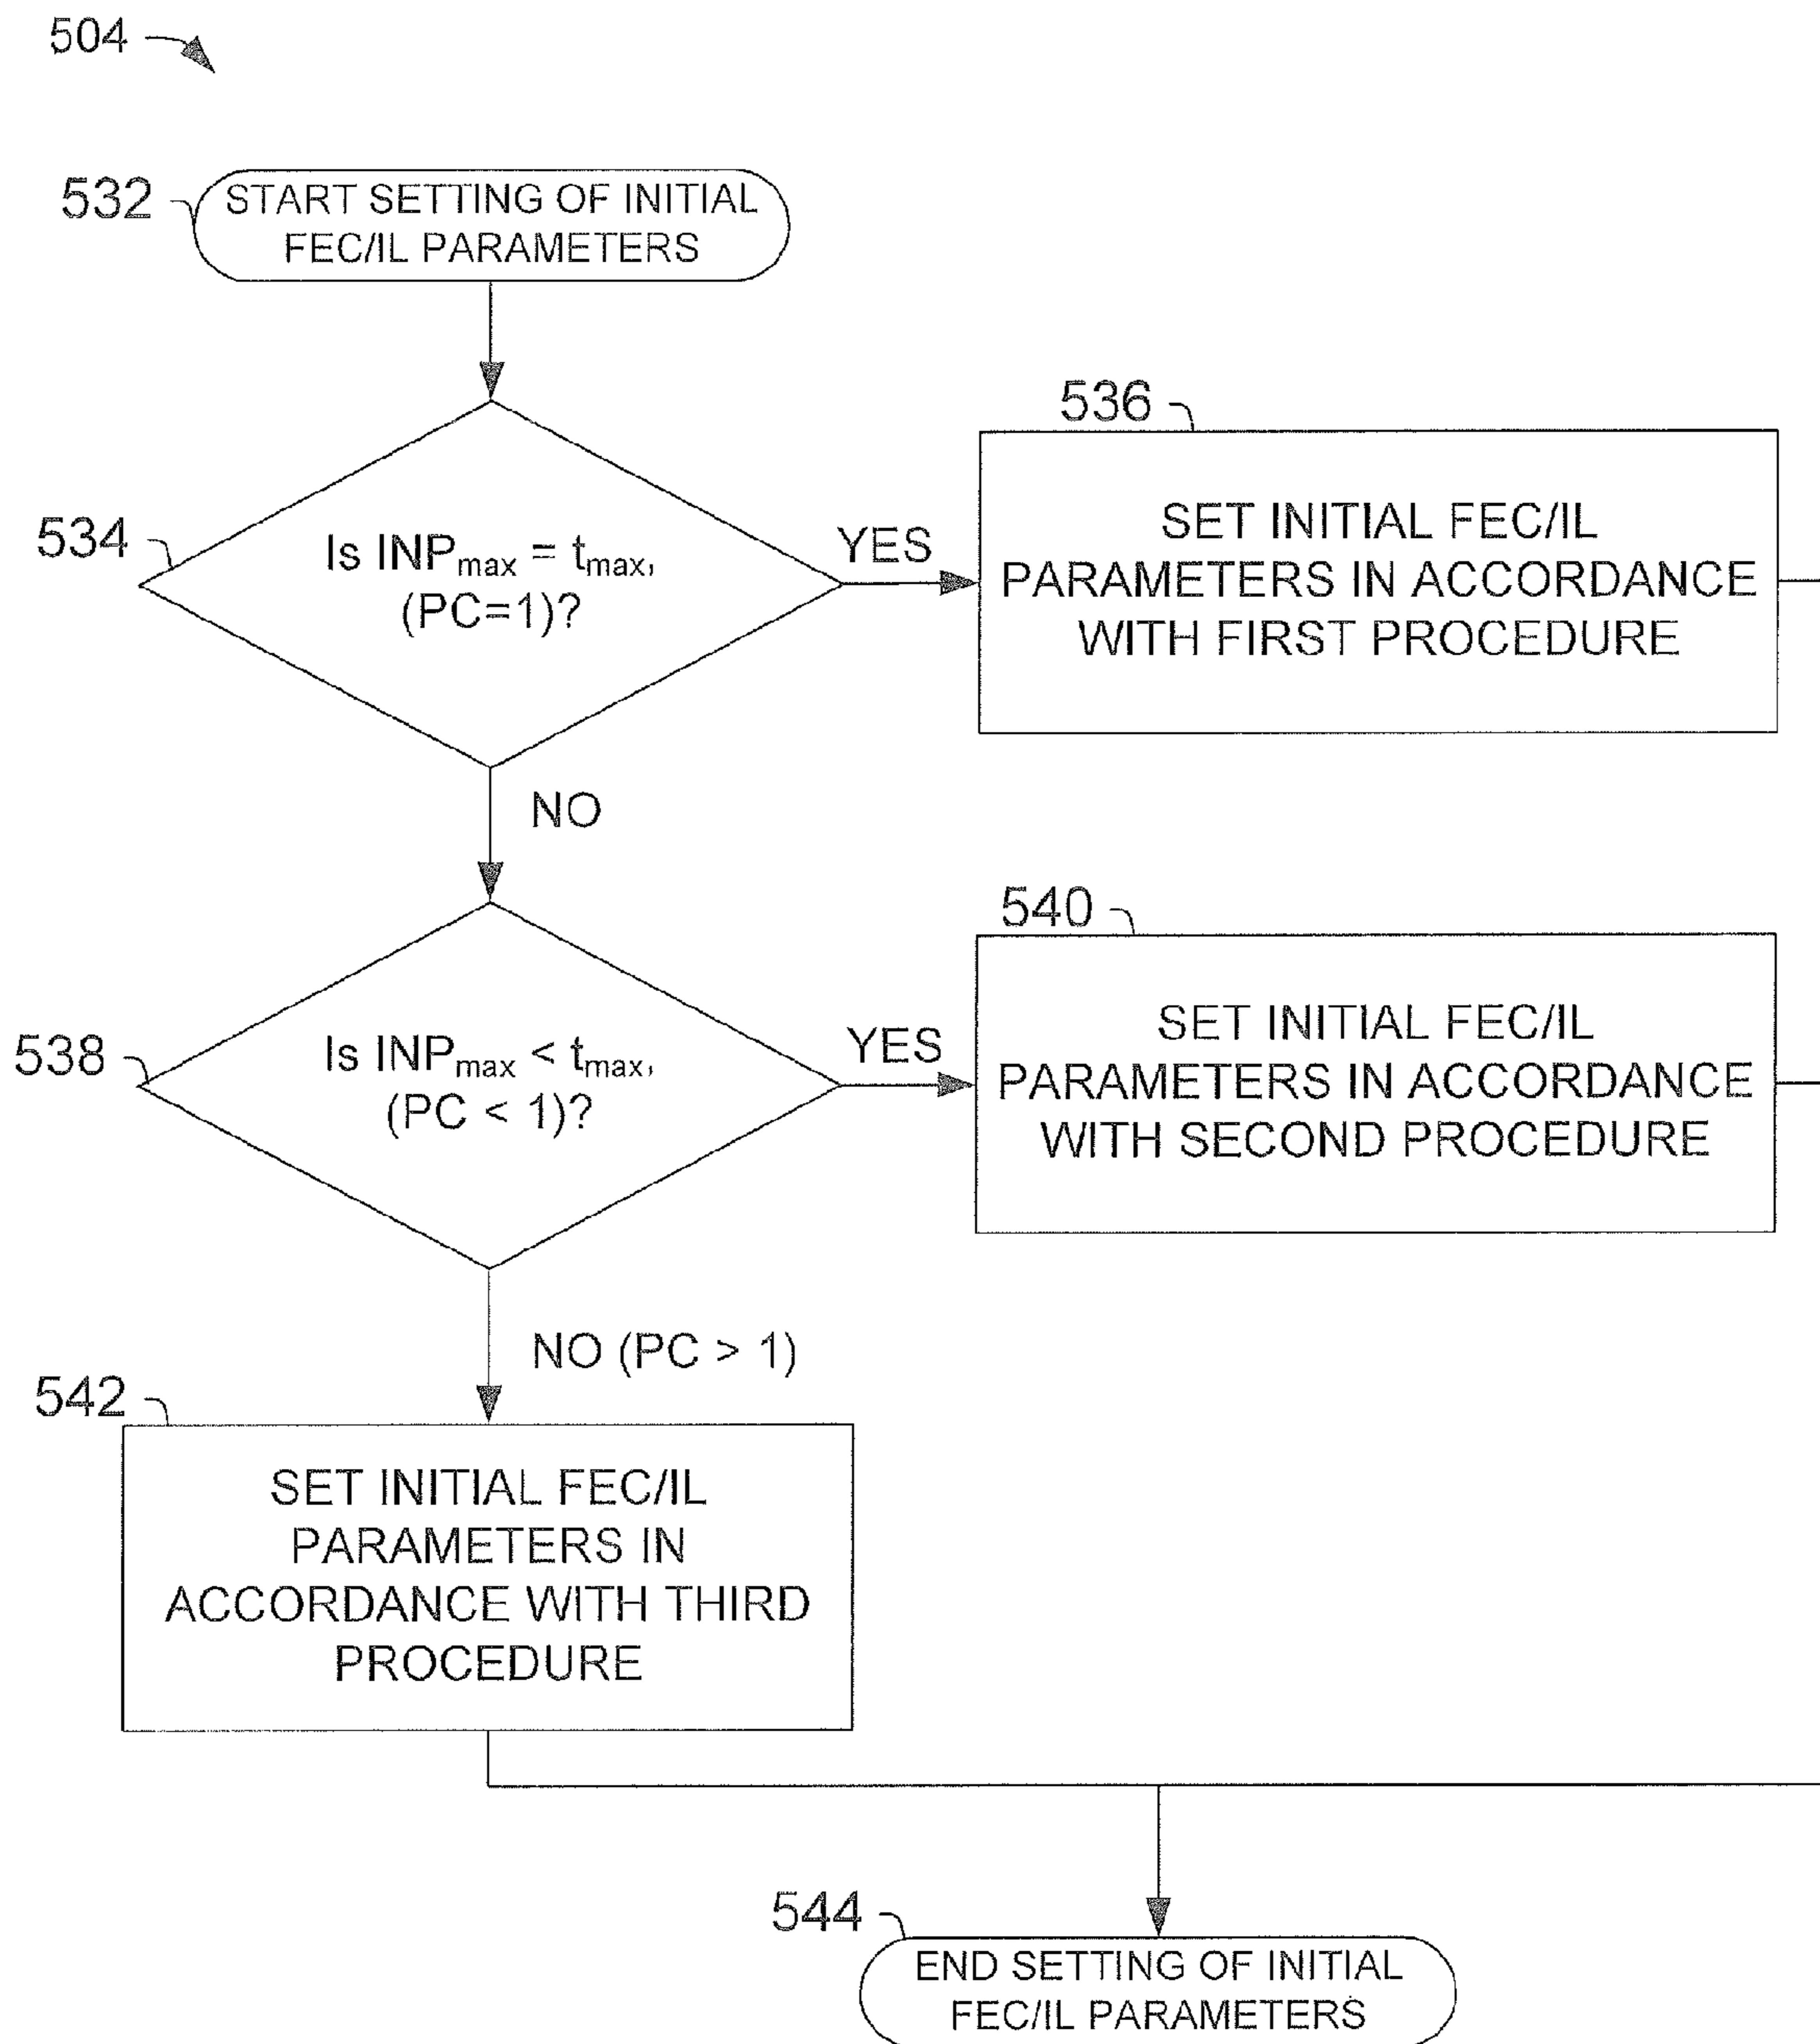 504
532
START SETTING OF INITIAL
FEC/IL PARAMETERS
534
Is INPmax = tmax,
(PC=1)?
YES
536
SET INITIAL FEC/IL
PARAMETERS IN ACCORDANCE
WITH FIRST PROCEDURE
NO
538
Is INPmax < tmax,
(PC < 1)?
YES
540
SET INITIAL FEC/IL
PARAMETERS IN ACCORDANCE
WITH SECOND PROCEDURE
NO (PC > 1)
542
SET INITIAL FEC/IL
PARAMETERS IN
ACCORDANCE WITH THIRD
PROCEDURE
544
END SETTING OF INITIAL
FEC/IL PARAMETERS